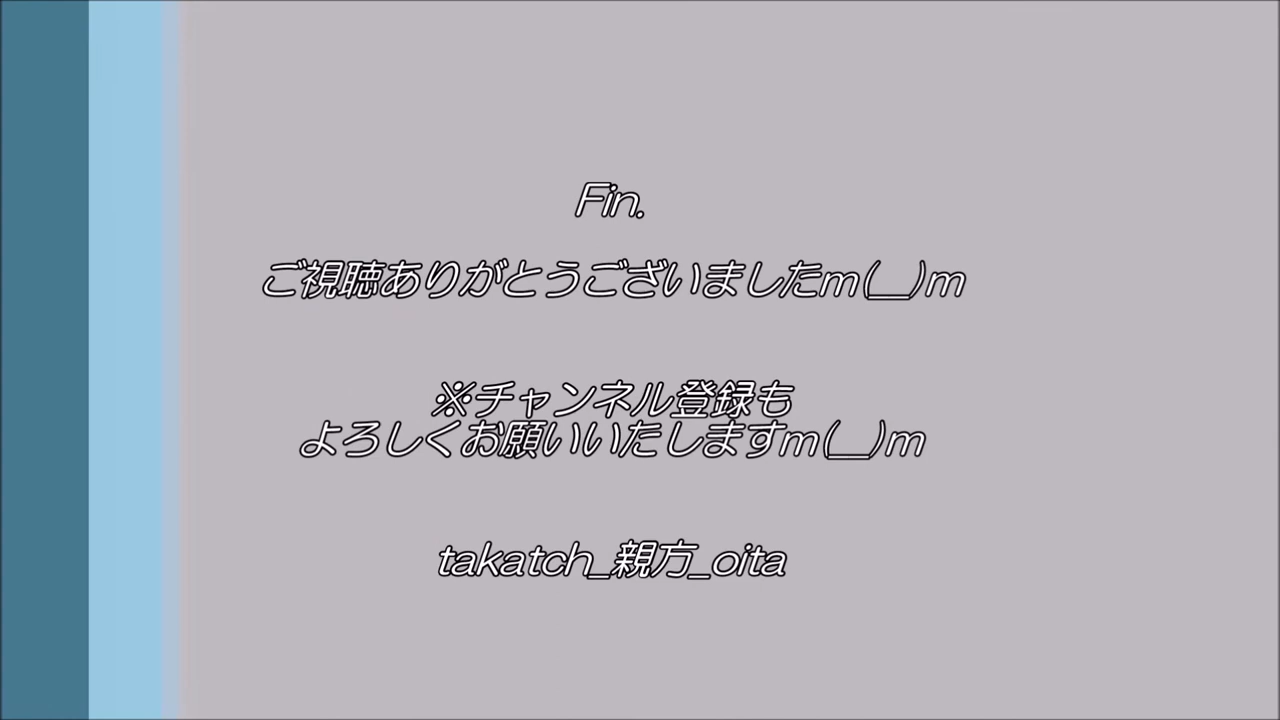 Fin.
ご視聴ありがとうございましたm(__)m
※チャンネル登録も
よろしくお願いいたしますm(__)m
takatch_親方_oita